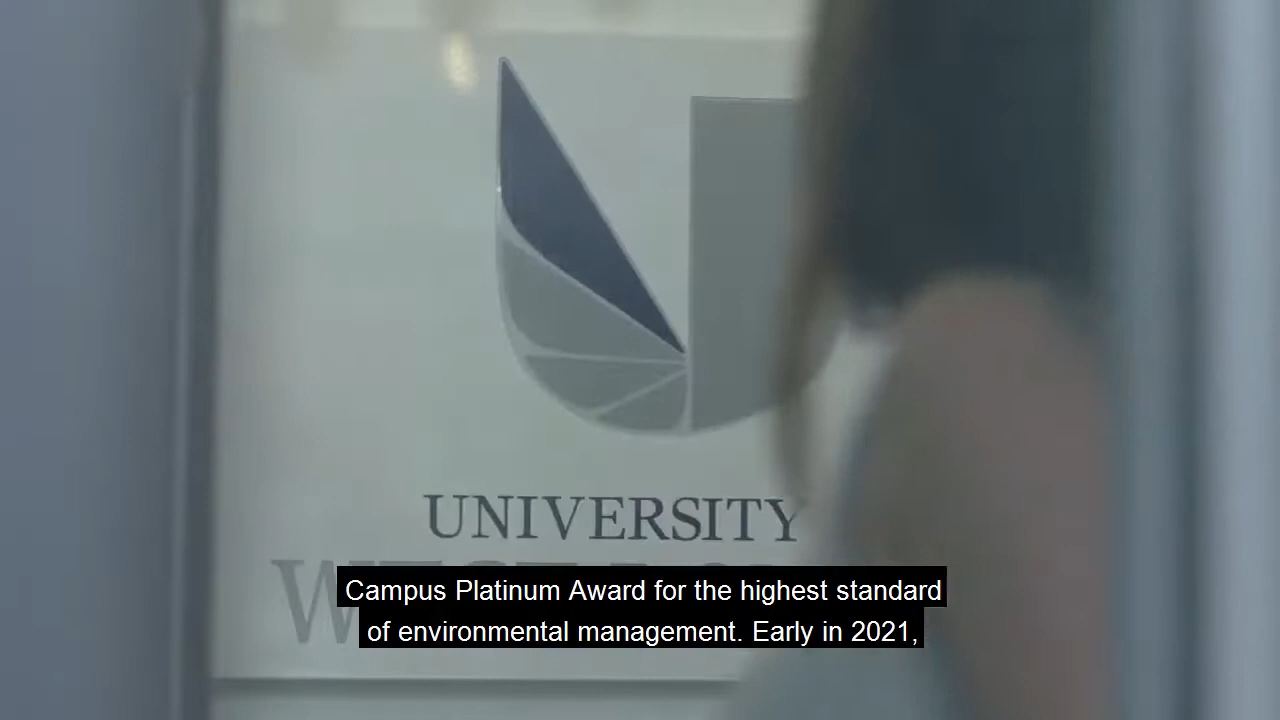 UNIVERSITY
Campus Platinum Award for the highest standard
of environmental management. Early in 2021,